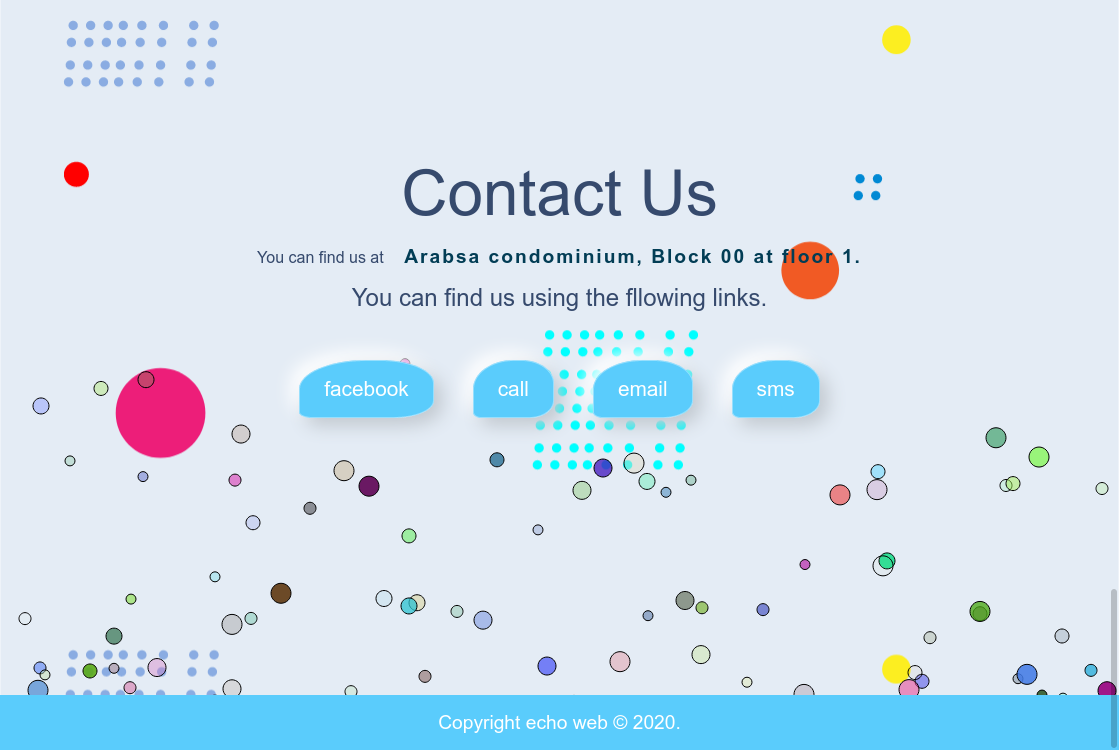 Contact Us
You can find us at Arabsa condominium, Block 00 at floor 1.
You can find us using the fllowing links.
facebook call email sms
Copyright echo web © 2020.